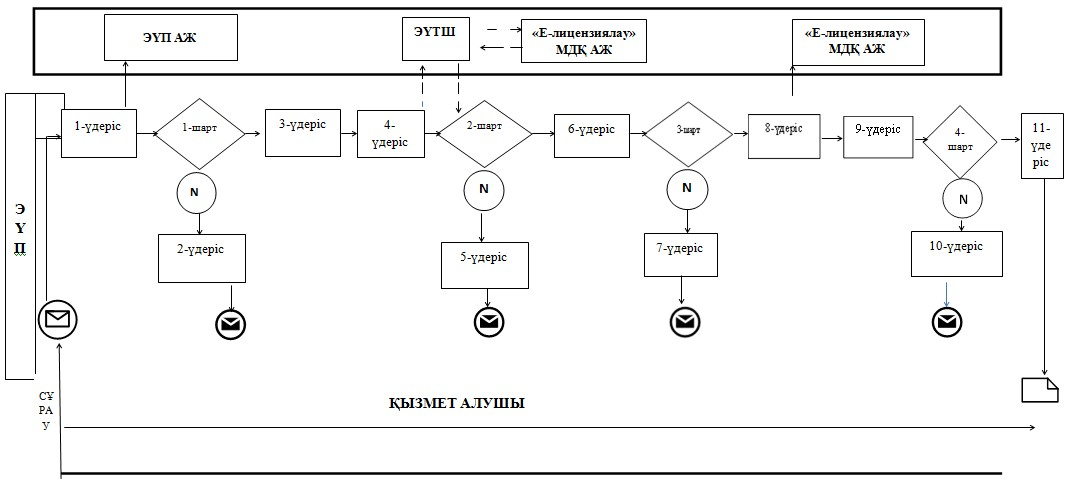 ЭҮП АЖ
ЭҮТШ
«Е-лицензиялау»
МДҚ АЖ
«Е-лицензиялау»
МДҚ АЖ
1-үдеріс
1-шарт
3-үдеріс
4-
үдеріс
2-шарт
6-үдеріс
3-шарт
8-үдеріс
9-үдеріс
4-
шарт
11-
үде
ріс
N
N
N
N
Э
Ү
П
2-үдеріс
5-үдеріс
7-үдеріс
10-үдеріс
СҰ
РА
У
ҚЫЗМЕТ АЛУШЫ